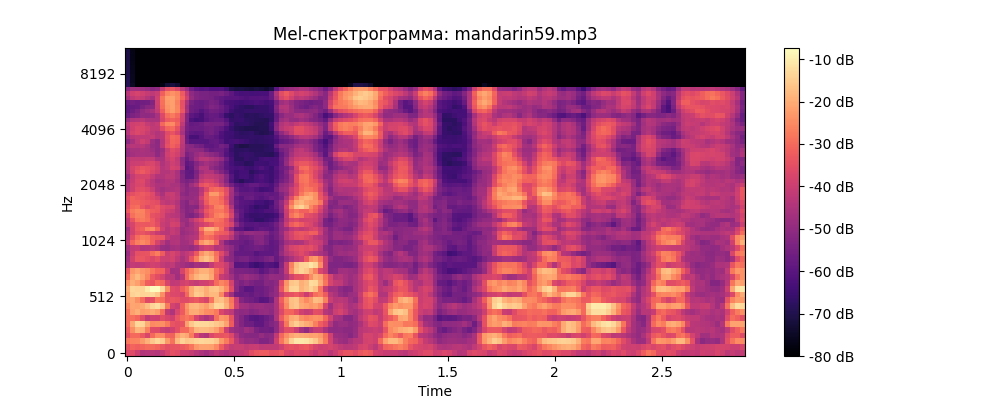 Mel-спектрограмма: mandarin59.mp3
Hz
8192
4096
2048
1024
512
0
0 0.5 1 1.5 2 2.5
Time
-10 dB
-20 dB
-30 dB
-40 dB
-50 dB
-60 dB
-70 dB
-80 dB